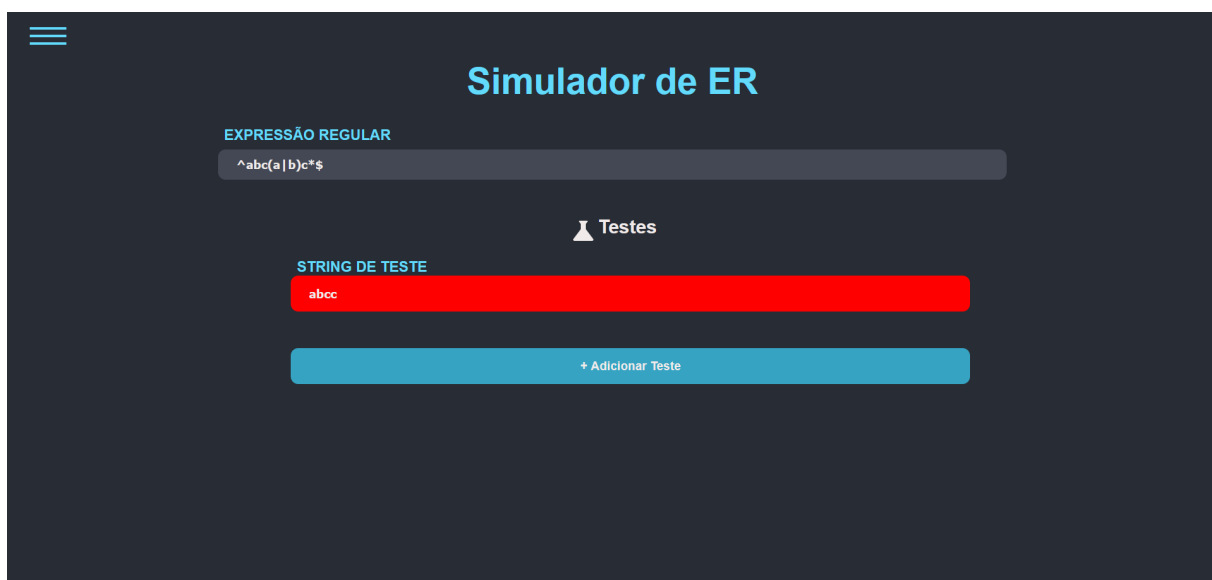 Simulador de ER
EXPRESSÃO REGULAR
^abc(a|b)c*$
Testes
STRING DE TESTE
abcc
+ Adicionar Teste